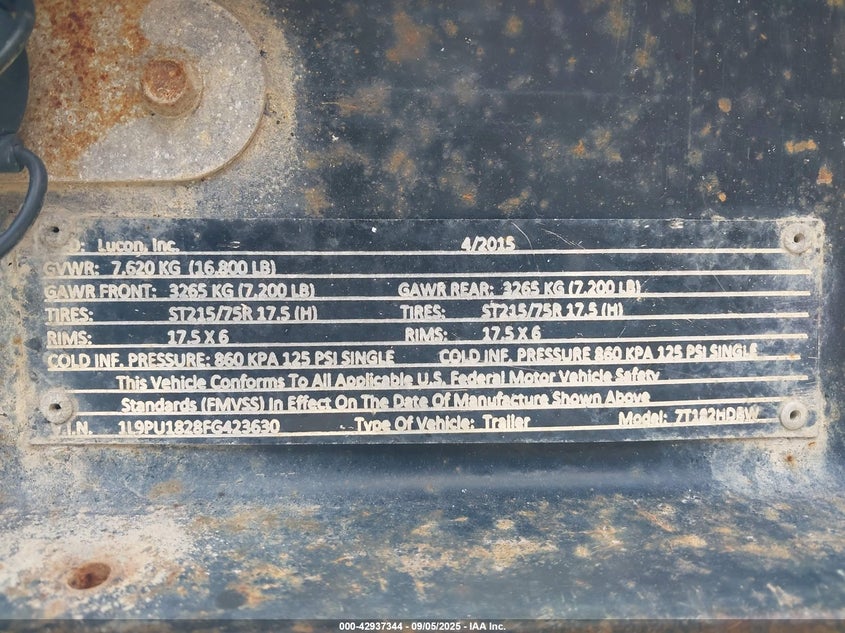 Lucon, Inc. 4/2015
GVWR: 7,620 KG (16,800 LB)
GAWR FRONT: 3265 KG (7,200 LB) GAWR REAR: 3265 KG (7,200 LB)
TIRES: ST215/75R 17.5 (H) TIRES: ST215/75R 17.5 (H)
RIMS: 17.5 X 6 RIMS: 17.5 X 6
COLD INF. PRESSURE: 860 KPA 125 PSI SINGLE COLD INF. PRESSURE 860 KPA 125 PSI SINGLE
This Vehicle Conforms To All Applicable U.S. Federal Motor Vehicle Safety
Standards (FMVSS) In Effect On The Date Of Manufacture Shown Above
1L9PU1828FG423630 Type Of Vehicle: Trailer Model: 7T182HD8W
000-42937344 - 09/05/2025 - IAA Inc.